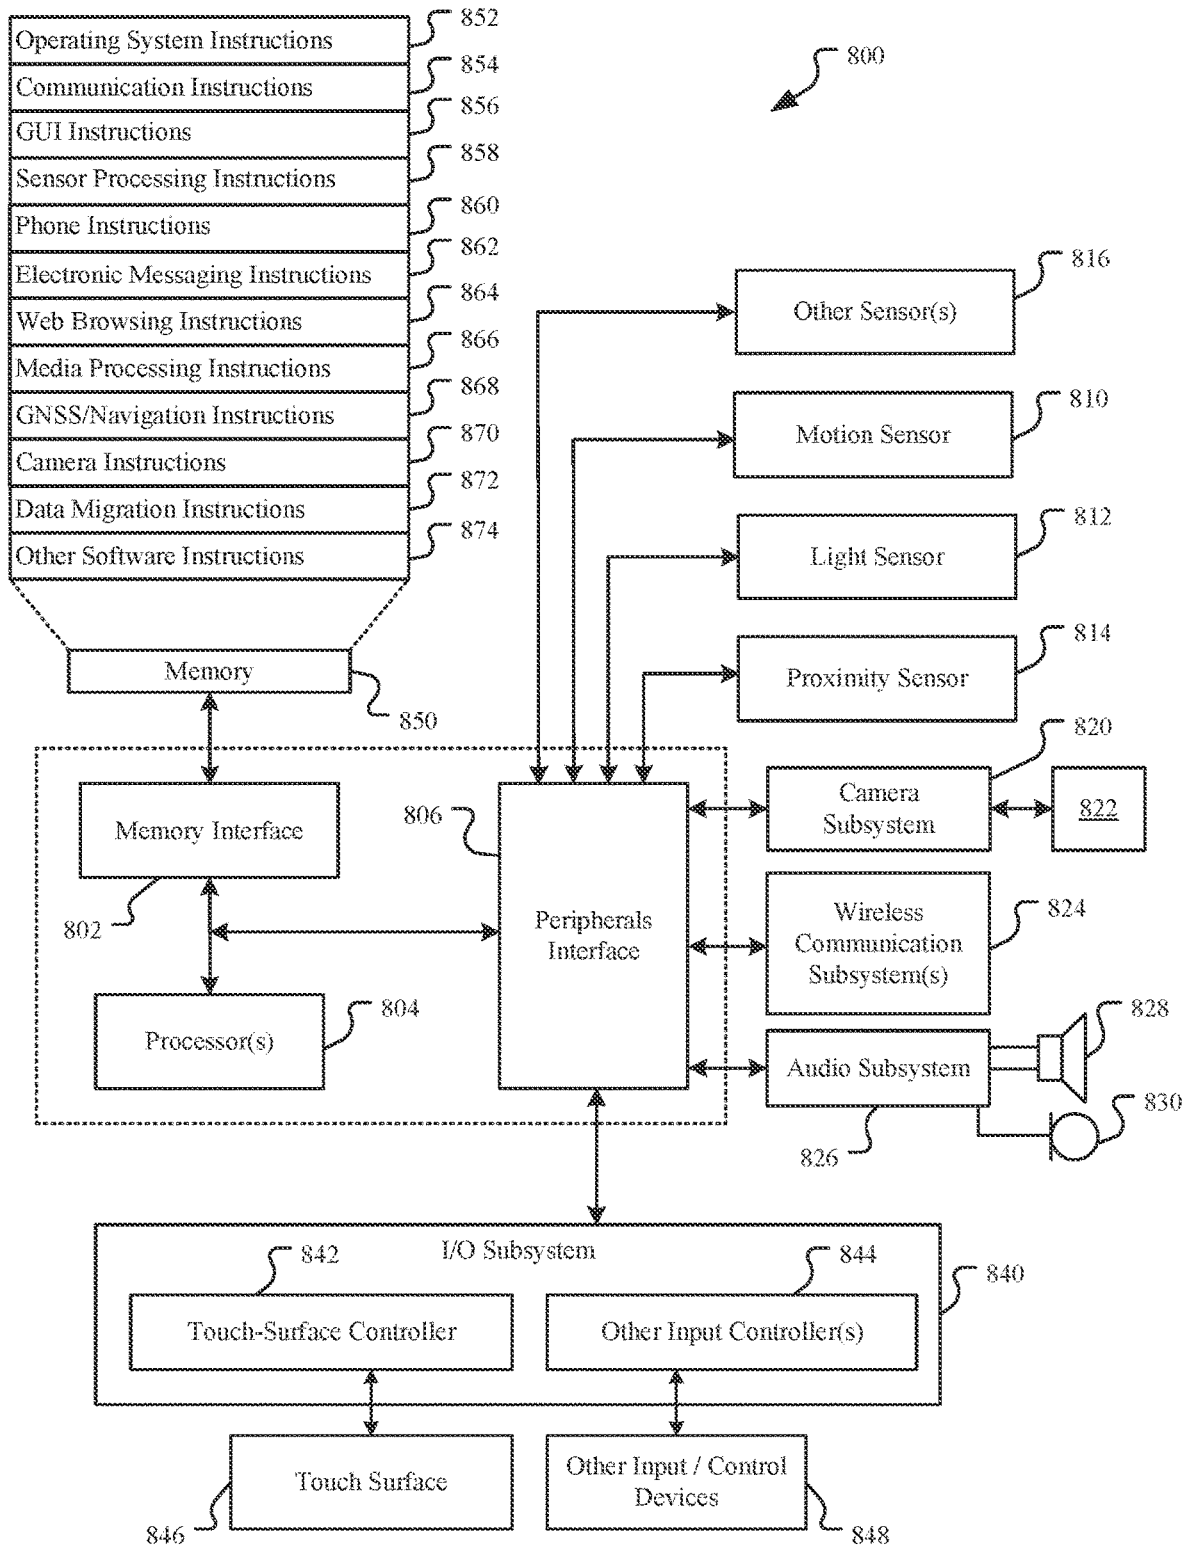 Operating System Instructions
852
Communication Instructions
854
GUI Instructions
856
Sensor Processing Instructions
858
Phone Instructions
860
Electronic Messaging Instructions
862
Web Browsing Instructions
864
Media Processing Instructions
866
GNSS/Navigation Instructions
868
Camera Instructions
870
Data Migration Instructions
872
Other Software Instructions
874
800
Memory
850
Other Sensor(s)
816
Motion Sensor
810
Light Sensor
812
Proximity Sensor
814
Memory Interface
802
Processor(s)
804
806
Peripherals
Interface
Camera
Subsystem
820
822
Wireless
Communication
Subsystem(s)
824
Audio Subsystem
826
828
830
I/O Subsystem
840
842
Touch-Surface Controller
844
Other Input Controller(s)
Touch Surface
846
Other Input / Control
Devices
848